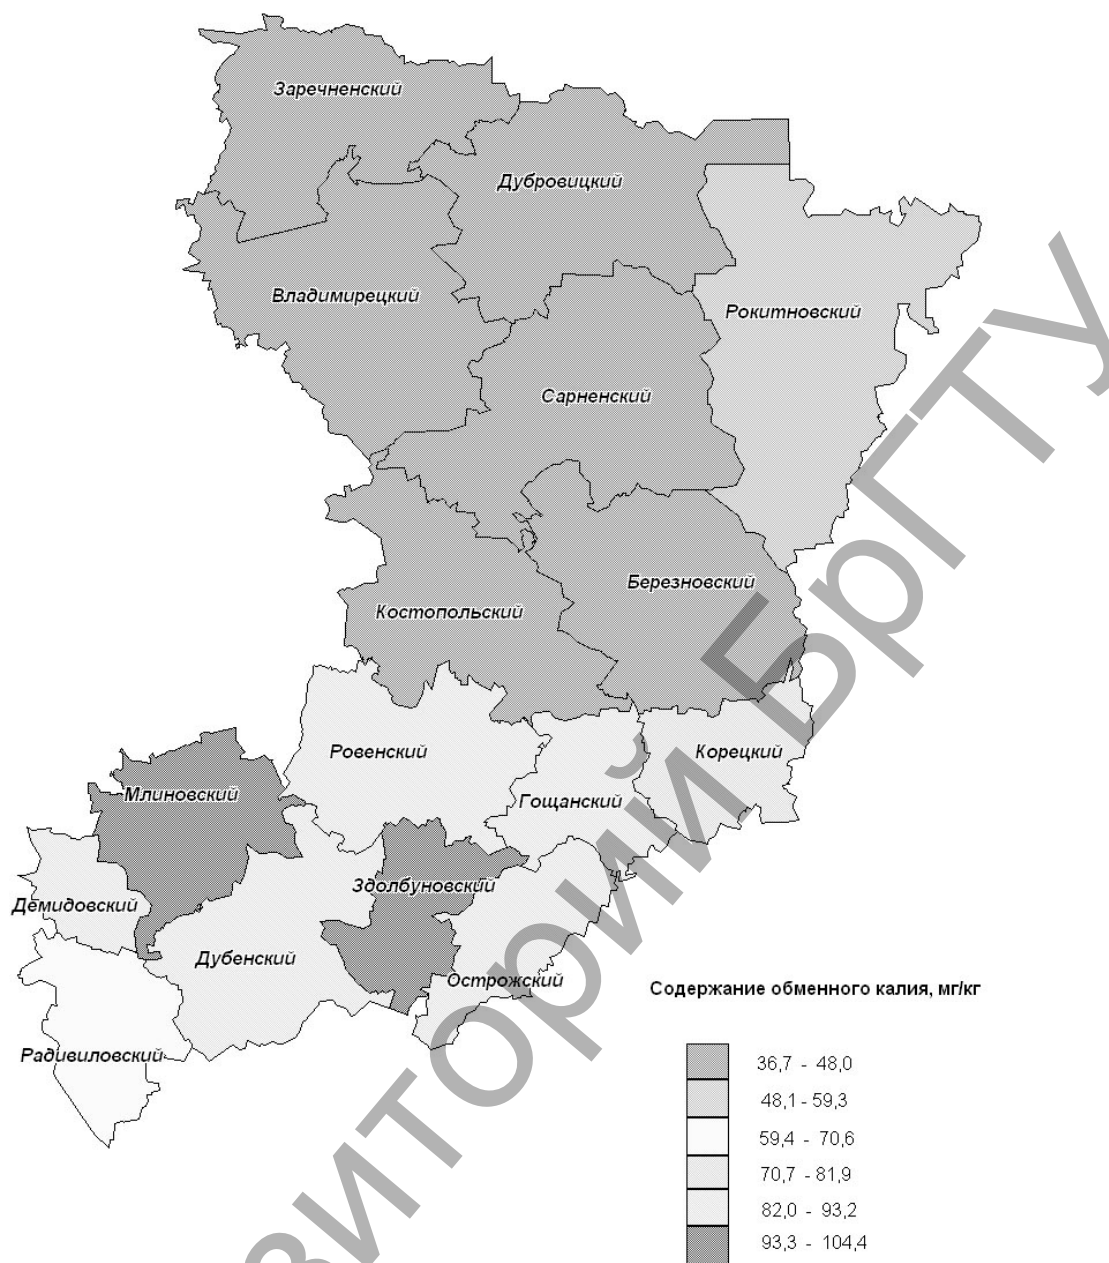 Заречненский
Дубровицкий
Владимирецкий
Рокитновский
Сарненский
Березновский
Костопольский
Ровенский
Корецкий
Млиновский
Гощанский
Здолбуновский
Демидовский
Дубенский
Острожский
Радивиловский
Содержание обменного калия, мг/кг
36,7 - 48,0
48,1 - 59,3
59,4 - 70,6
70,7 - 81,9
82,0 - 93,2
93,3 - 104,4
зиторий БрГТУ